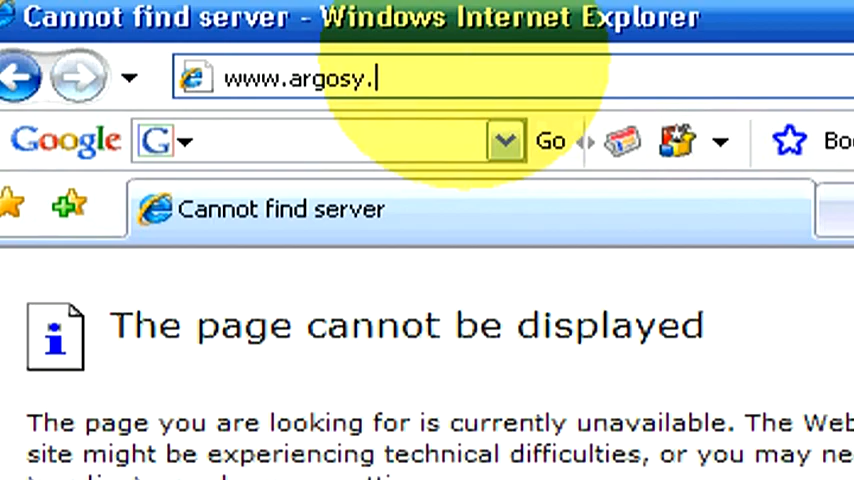 Cannot find server - Windows Internet Explorer
www.argosy.
Google G Go Boo
Cannot find server
The page cannot be displayed
The page you are looking for is currently unavailable. The Web
site might be experiencing technical difficulties, or you may ne